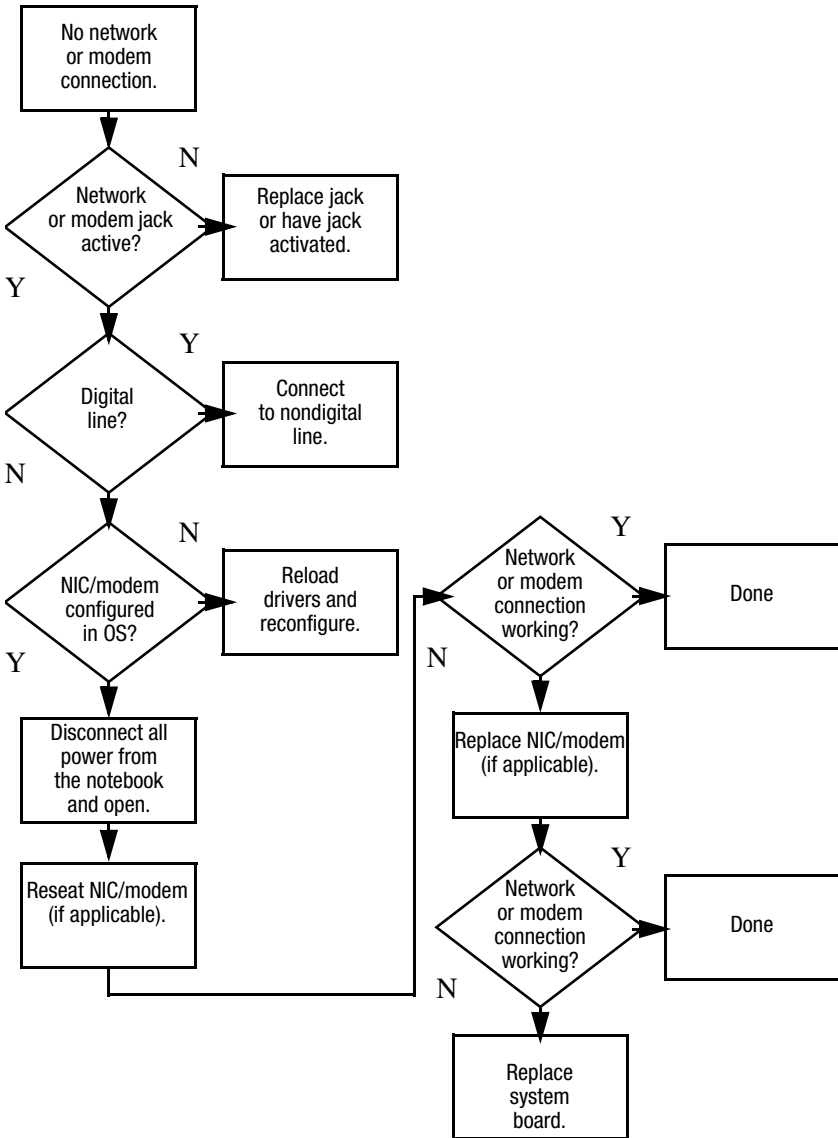 No network
or modem
connection.
N
Network
or modem jack
active?
Replace jack
or have jack
activated.
Y
Y
Digital
line?
Connect
to nondigital
line.
N
N
NIC/modem
configured
in OS?
Reload
drivers and
reconfigure.
Y
Disconnect all
power from
the notebook
and open.
Reseat NIC/modem
(if applicable).
Y
Network
or modem
connection
working?
Done
N
Replace NIC/modem
(if applicable).
Y
Network
or modem
connection
working?
Done
N
Replace
system
board.